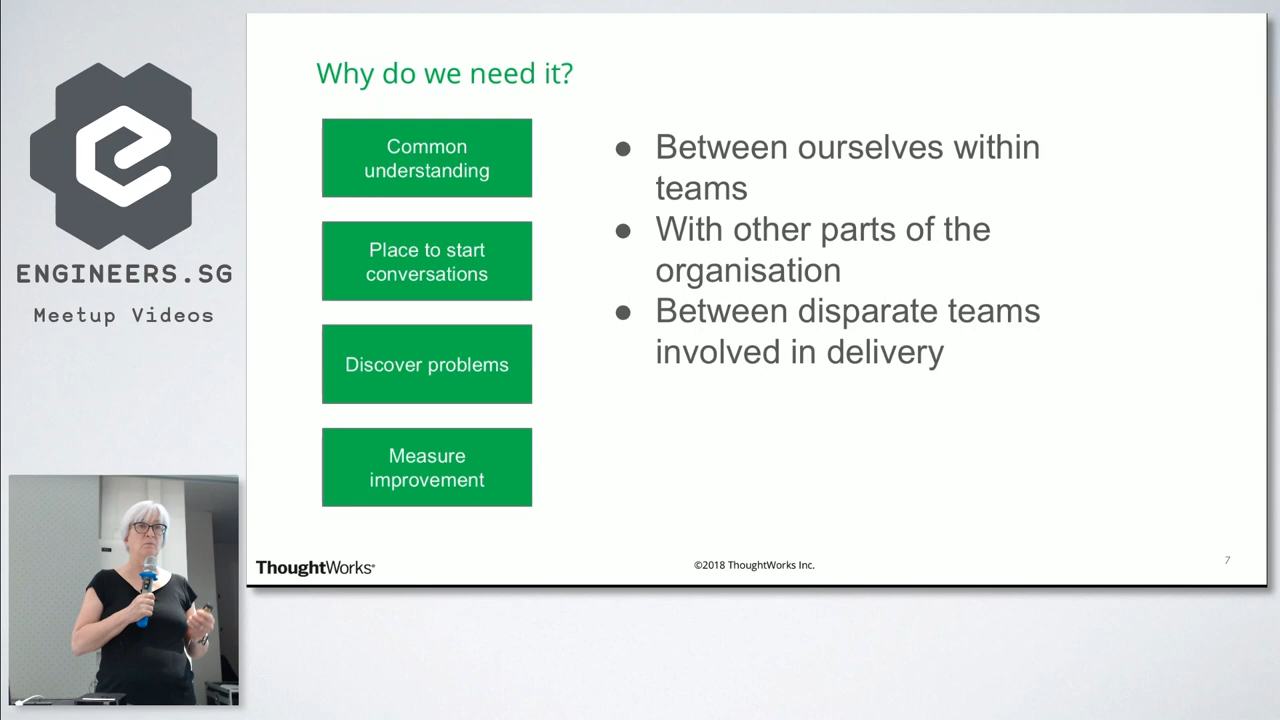 ENGINEERS.SG
Meetup Videos
Why do we need it?
Common
understanding
Place to start
conversations
Discover problems
Measure
improvement
● Between ourselves within
teams
● With other parts of the
organisation
● Between disparate teams
involved in delivery
ThoughtWorks®
©2018 ThoughtWorks Inc.
7